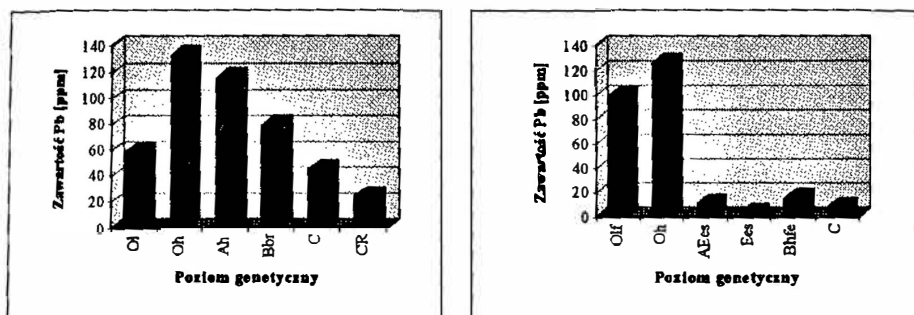 Zawartość Pb [ppm]
140
120
100
80
60
40
20
0
Ol
Oh
Ah
Bbr
C
CR
Poziom genetyczny
Zawartość Pb [ppm]
140
120
100
80
60
40
20
0
Olf
Oh
AEes
Ees
Bhfe
C
Poziom genetyczny